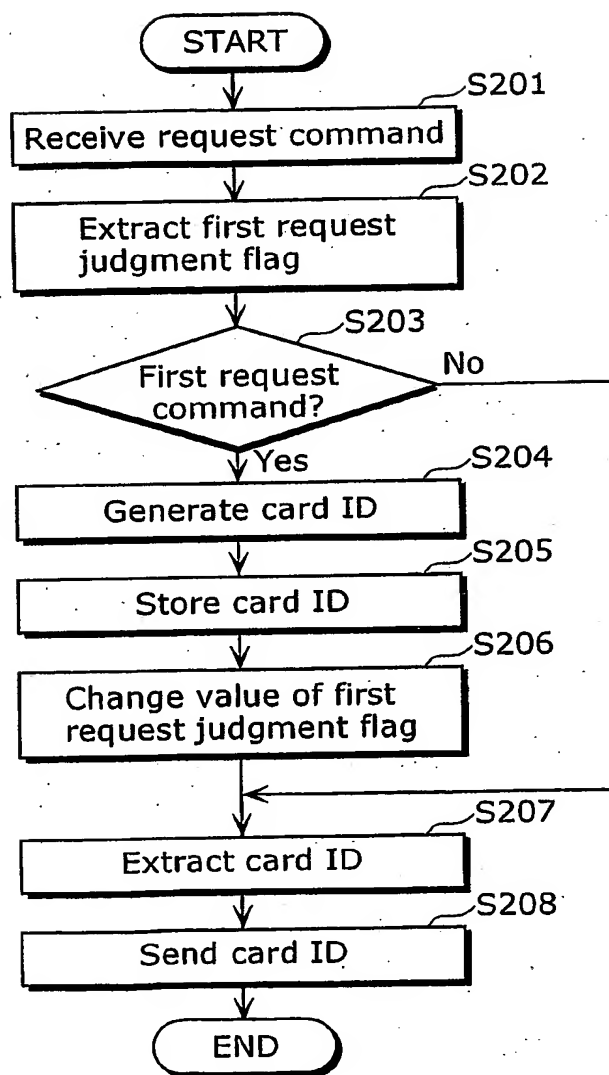 START
S201
Receive request command
S202
Extract first request
judgment flag
S203
First request
command?
No
Yes
S204
Generate card ID
S205
Store card ID
S206
Change value of first
request judgment flag
S207
Extract card ID
S208
Send card ID
END